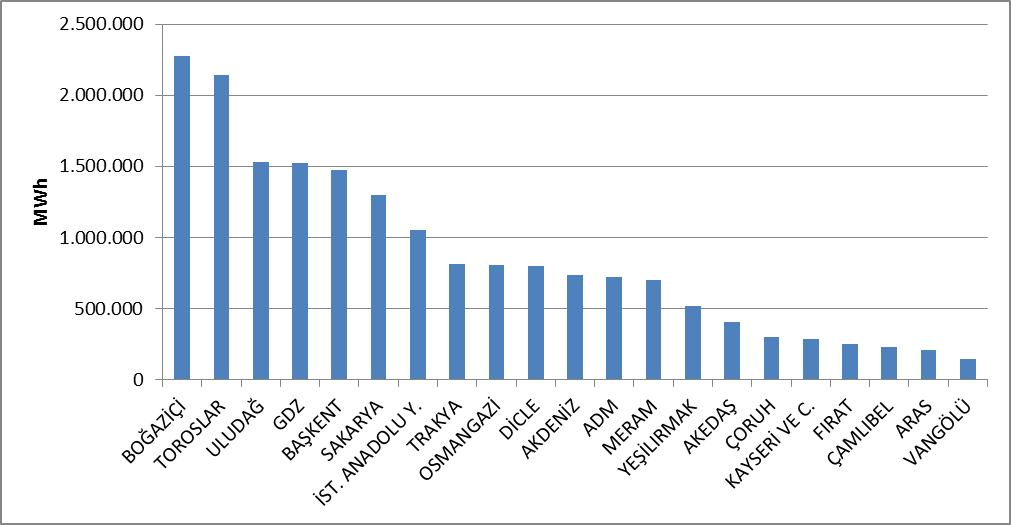 2.500.000
2.000.000
1.500.000
1.000.000
500.000
0
MWh
BOĞAZİÇİ
TOROSLAR
ULUDAĞ
GDZ
BAŞKENT
SAKARYA
İST. ANADOLU Y.
TRAKYA
OSMANGAZİ
DİCLE
AKDENİZ
ADM
MERAM
YEŞİLIRMAK
AKEDAŞ
ÇORUH
KAYSERİ VE C.
FIRAT
ÇAMLIBEL
ARAS
VANGÖLÜ